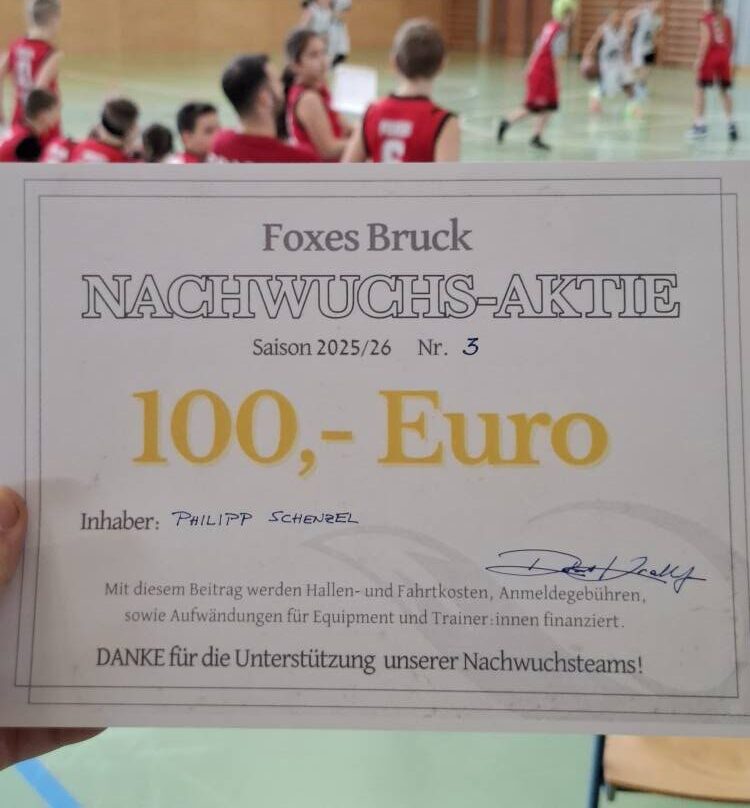 Foxes Bruck
NACHWUCHS-AKTIE
Saison 2025/26 Nr. 3
100,- Euro
Inhaber: PHILIPP SCHENZEL
Mit diesem Beitrag werden Hallen- und Fahrtkosten, Anmeldegebühren,
sowie Aufwändungen für Equipment und Trainer:innen finanziert.
DANKE für die Unterstützung unserer Nachwuchsteams!